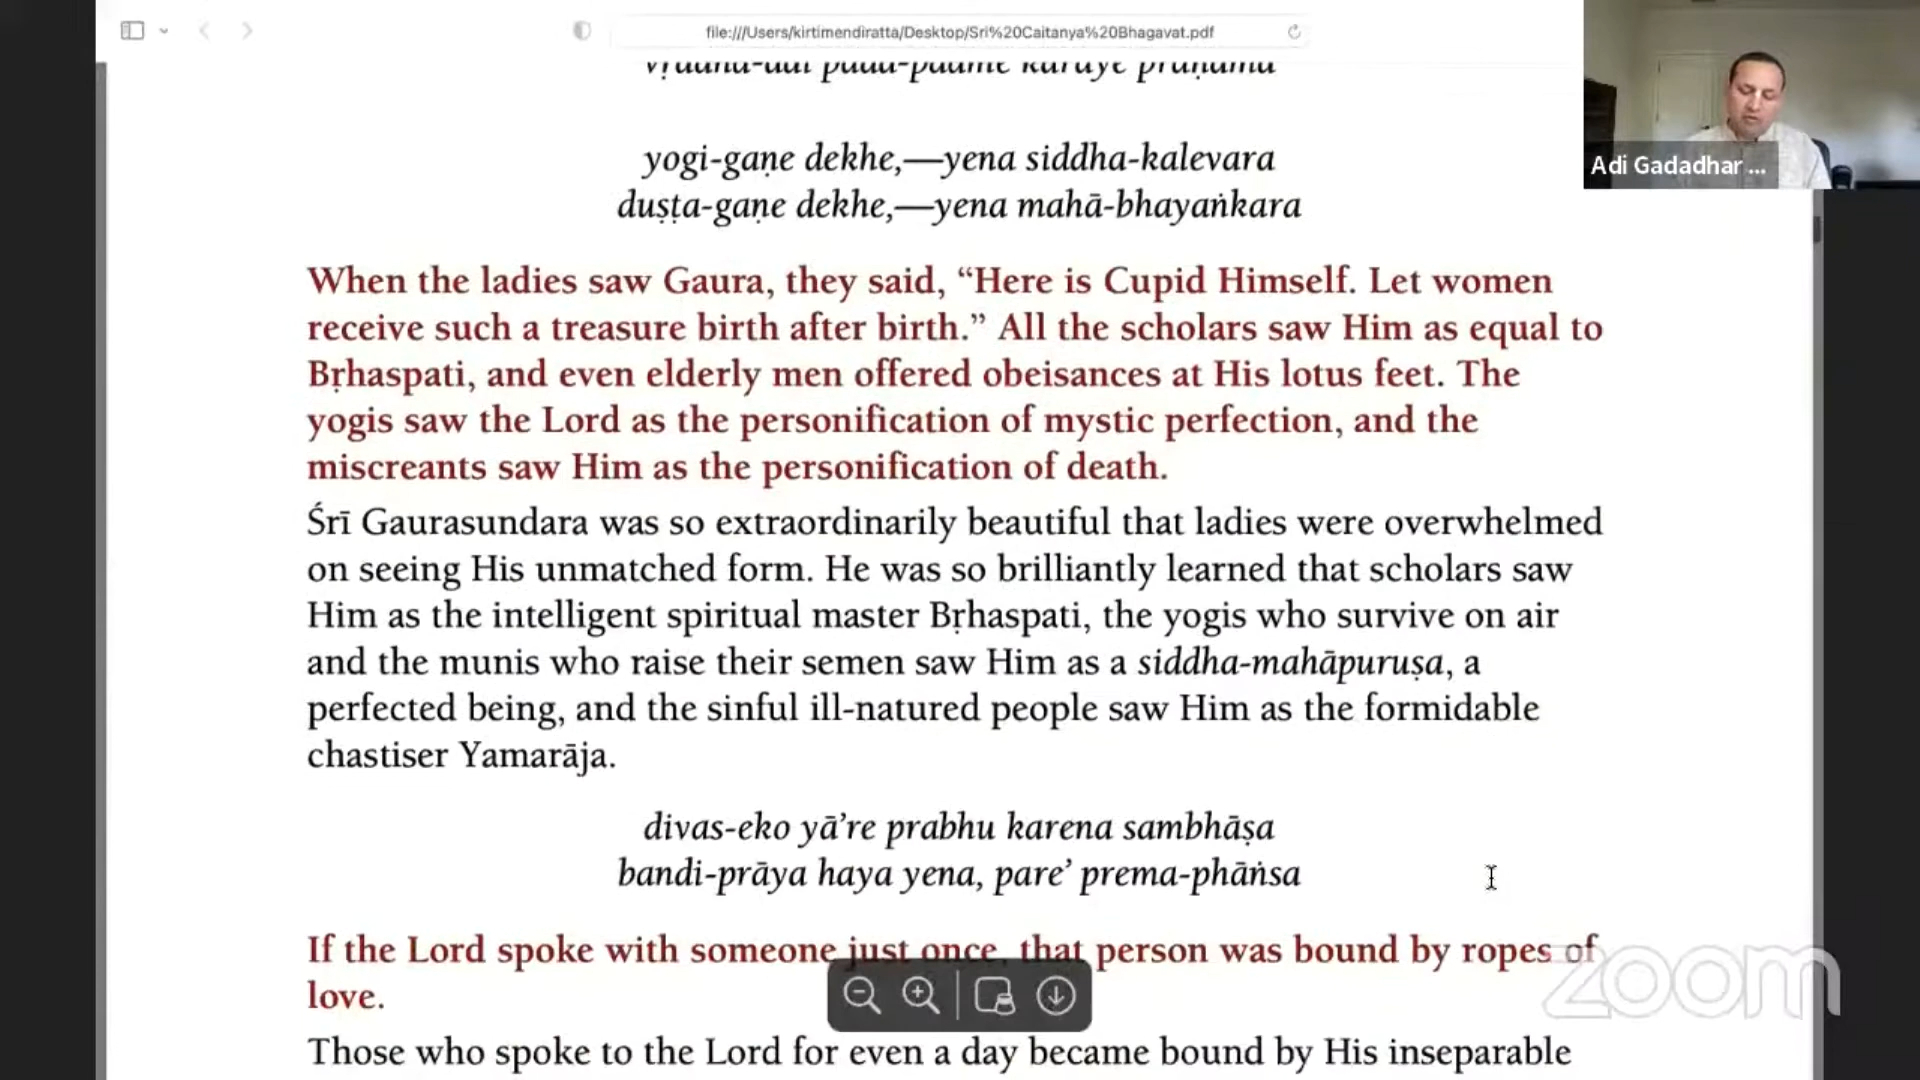 file:///Users/kirtimendiratta/Desktop/Sri%20Caitanya%20Bhagavat.pdf
Adi Gadadhar ...
yogi-gaṇe dekhe,—yena siddha-kalevara
duṣṭa-gaṇe dekhe,—yena mahā-bhayaṅkara
When the ladies saw Gaura, they said, “Here is Cupid Himself. Let women
receive such a treasure birth after birth.” All the scholars saw Him as equal to
Bṛhaspati, and even elderly men offered obeisances at His lotus feet. The
yogis saw the Lord as the personification of mystic perfection, and the
miscreants saw Him as the personification of death.
Śrī Gaurasundara was so extraordinarily beautiful that ladies were overwhelmed
on seeing His unmatched form. He was so brilliantly learned that scholars saw
Him as the intelligent spiritual master Bṛhaspati, the yogis who survive on air
and the munis who raise their semen saw Him as a siddha-mahāpuruṣa, a
perfected being, and the sinful ill-natured people saw Him as the formidable
chastiser Yamarāja.
divas-eko yā’re prabhu karena sambhāṣa
bandi-prāya haya yena, pare’ prema-phāṅsa
If the Lord spoke with someone just once, that person was bound by ropes of
love.
Those who spoke to the Lord for even a day became bound by His inseparable
zoom